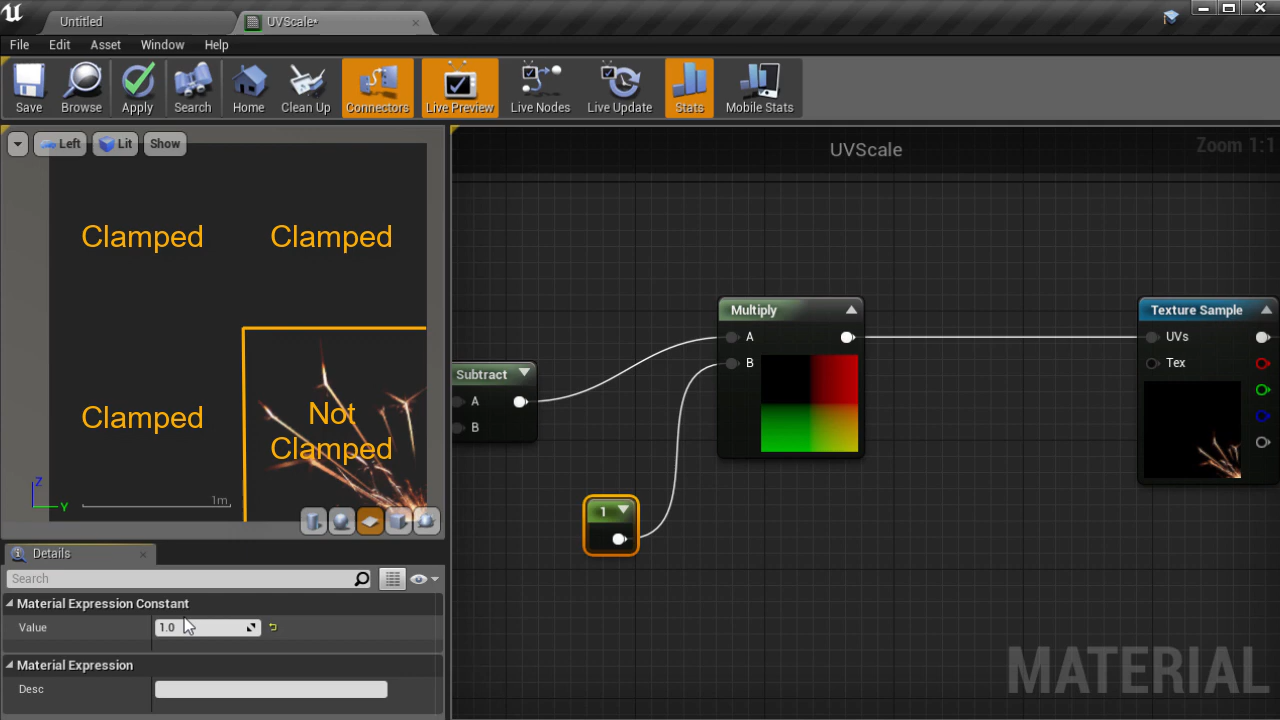 Untitled
UVScale*
File Edit Asset Window Help
Save Browse Apply Search Home Clean Up Connectors Live Preview Live Nodes Live Update Stats Mobile Stats
Left Lit Show
UVScale
Zoom 1:1
Clamped Clamped
Clamped Not
Clamped
Z
Y
1m
Subtract
A
B
Multiply
A
B
1
Texture Sample
UVs
Tex
Details
Search
Material Expression Constant
Value 1.0
Material Expression
Desc
MATERIAL